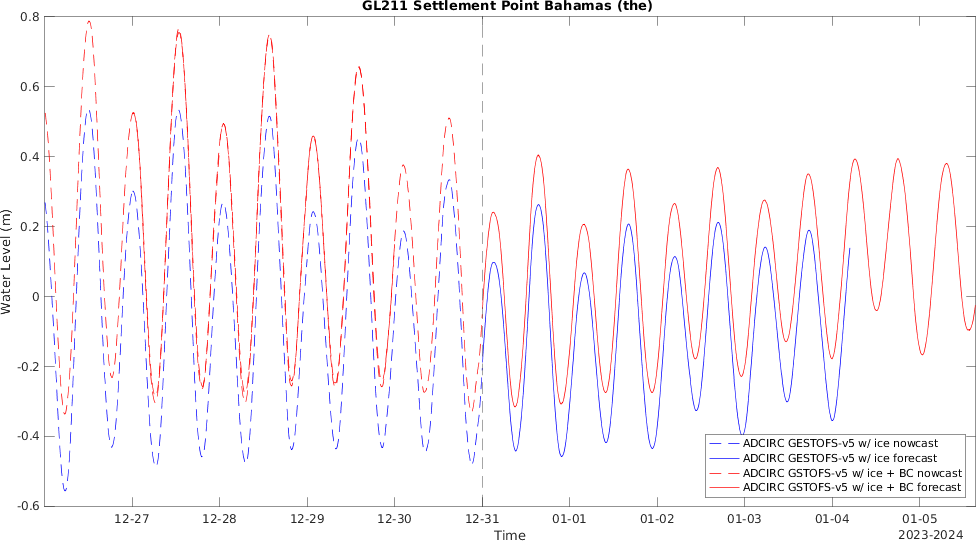 GL211 Settlement Point Bahamas (the)
0.8
0.6
0.4
0.2
0
-0.2
-0.4
-0.6
Water Level (m)
12-27 12-28 12-29 12-30 12-31 01-01 01-02 01-03 01-04 01-05
Time
2023-2024
ADCIRC GESTOFS-v5 w/ ice nowcast
ADCIRC GESTOFS-v5 w/ ice forecast
ADCIRC GSTOFS-v5 w/ ice + BC nowcast
ADCIRC GSTOFS-v5 w/ ice + BC forecast